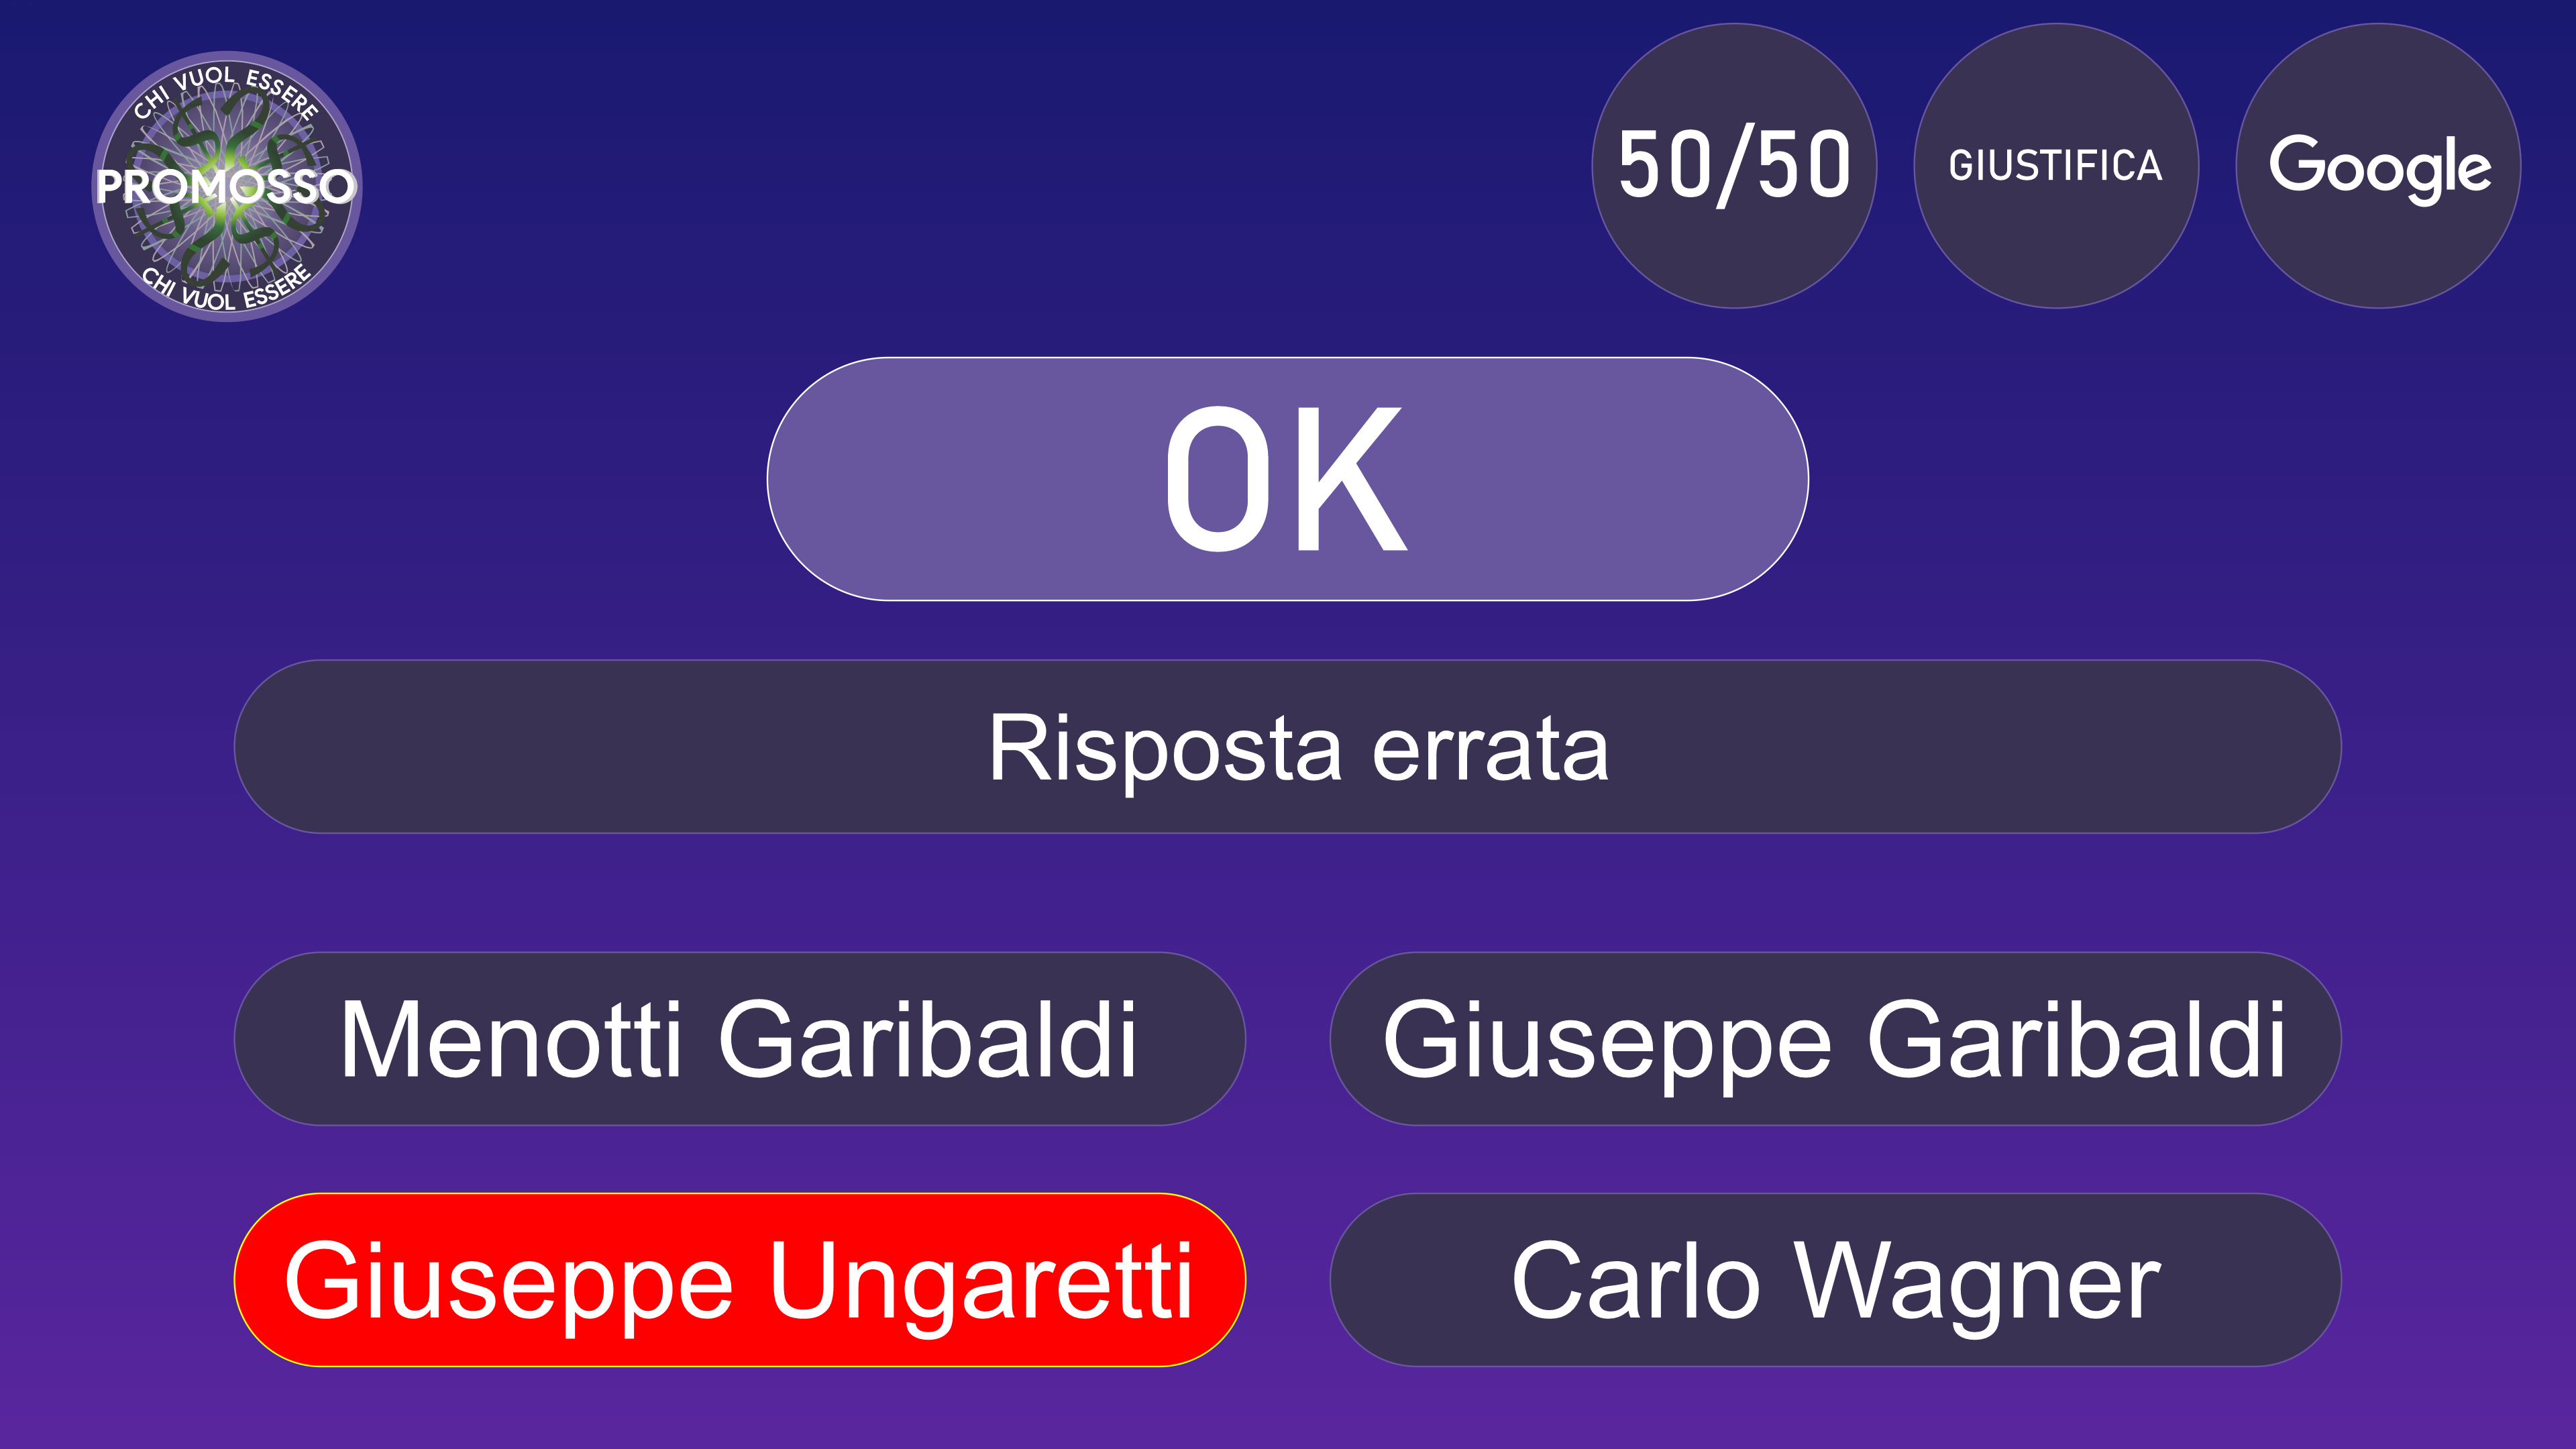 CHI VUOL ESSERE
PROMOSSO
CHI VUOL ESSERE
50/50
GIUSTIFICA
Google
OK
Risposta errata
Menotti Garibaldi
Giuseppe Garibaldi
Giuseppe Ungaretti
Carlo Wagner